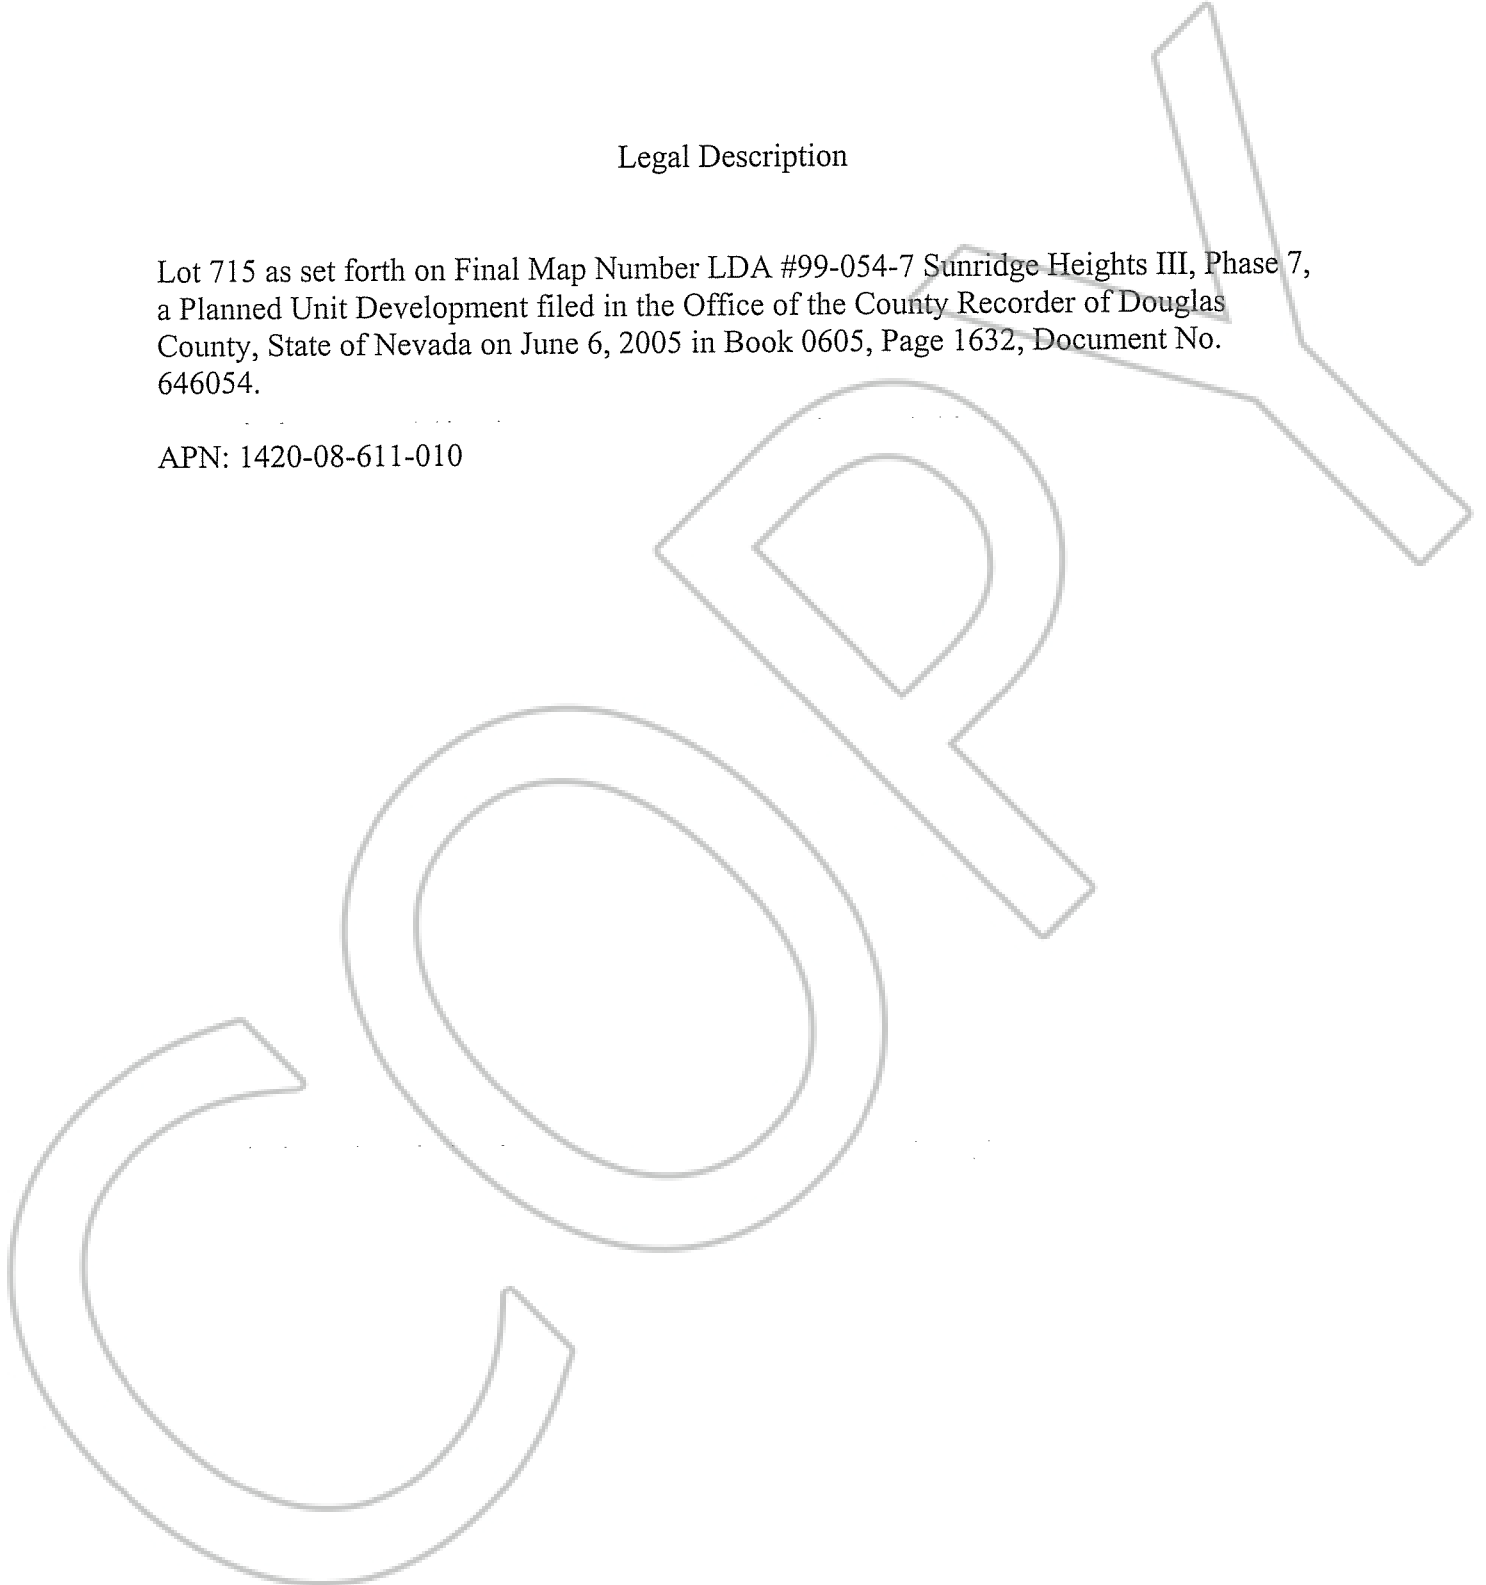 Legal Description
Lot 715 as set forth on Final Map Number LDA #99-054-7 Sunridge Heights III, Phase 7,
a Planned Unit Development filed in the Office of the County Recorder of Douglas
County, State of Nevada on June 6, 2005 in Book 0605, Page 1632, Document No.
646054.
APN: 1420-08-611-010
COPY